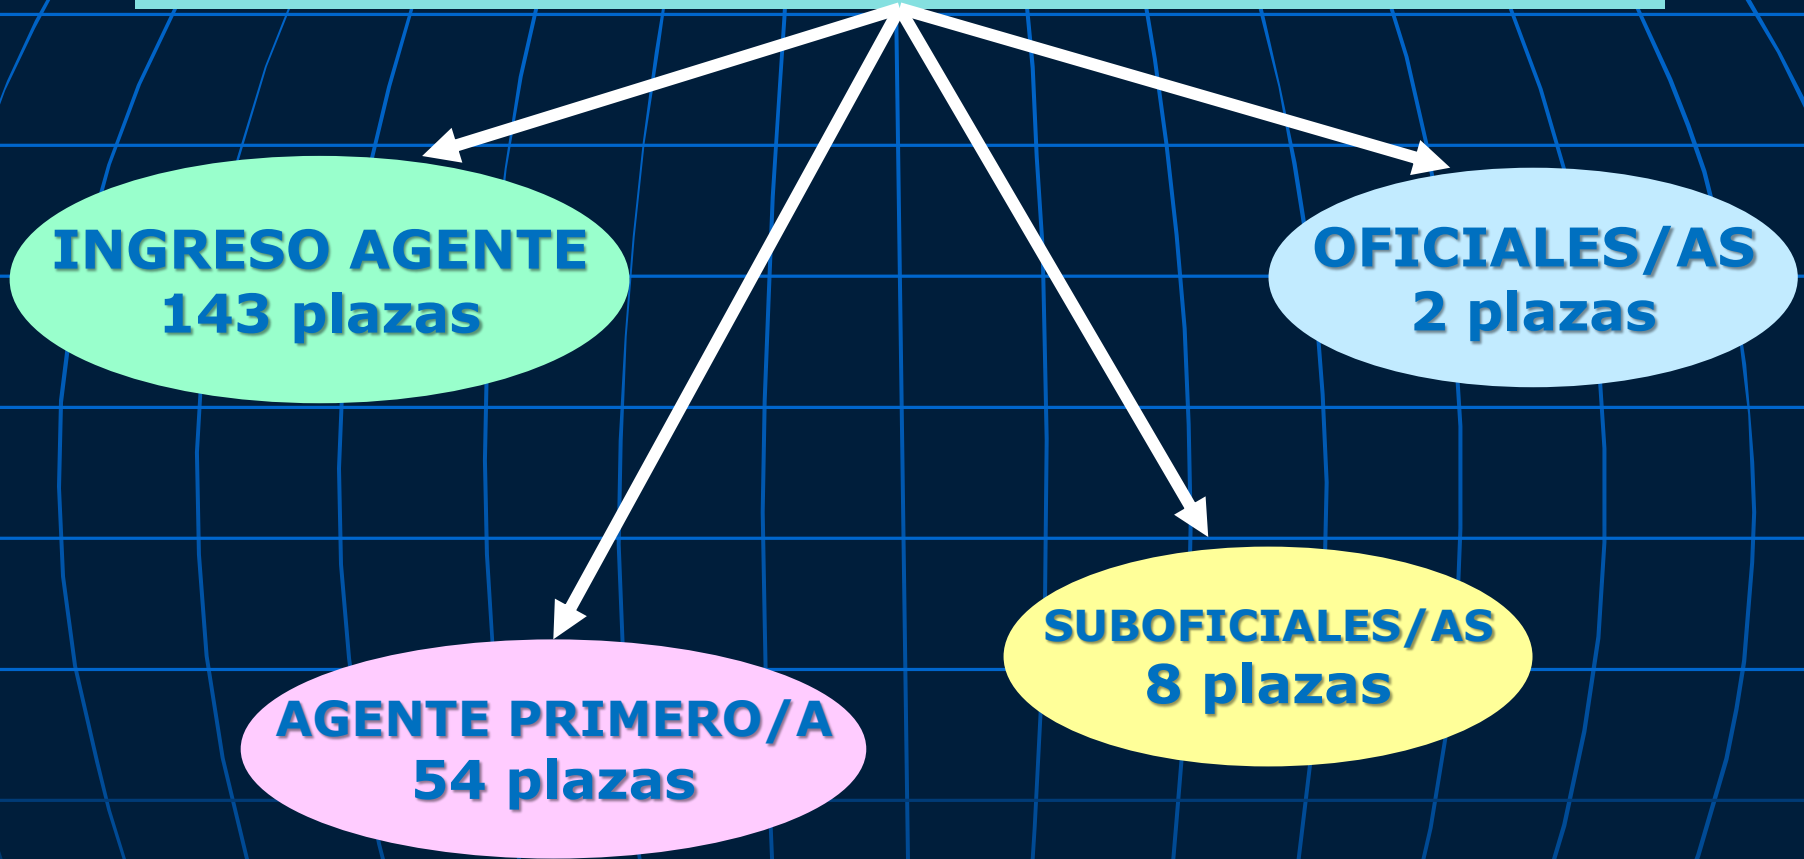 INGRESO AGENTE
143 plazas
OFICIALES/AS
2 plazas
AGENTE PRIMERO/A
54 plazas
SUBOFICIALES/AS
8 plazas